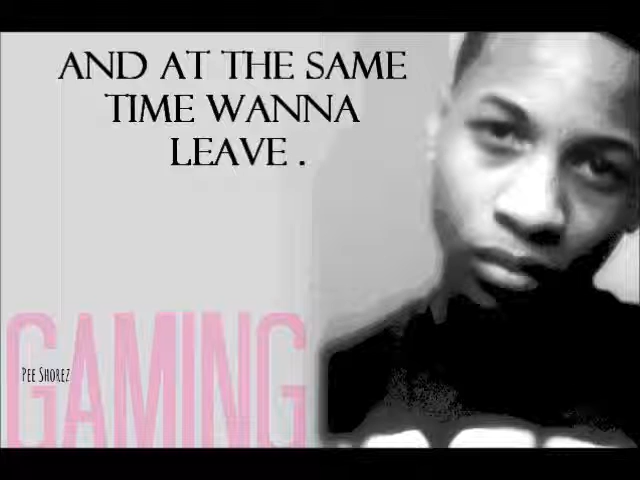 AND AT THE SAME
TIME WANNA
LEAVE .
GAMING
PEE SHOREZ